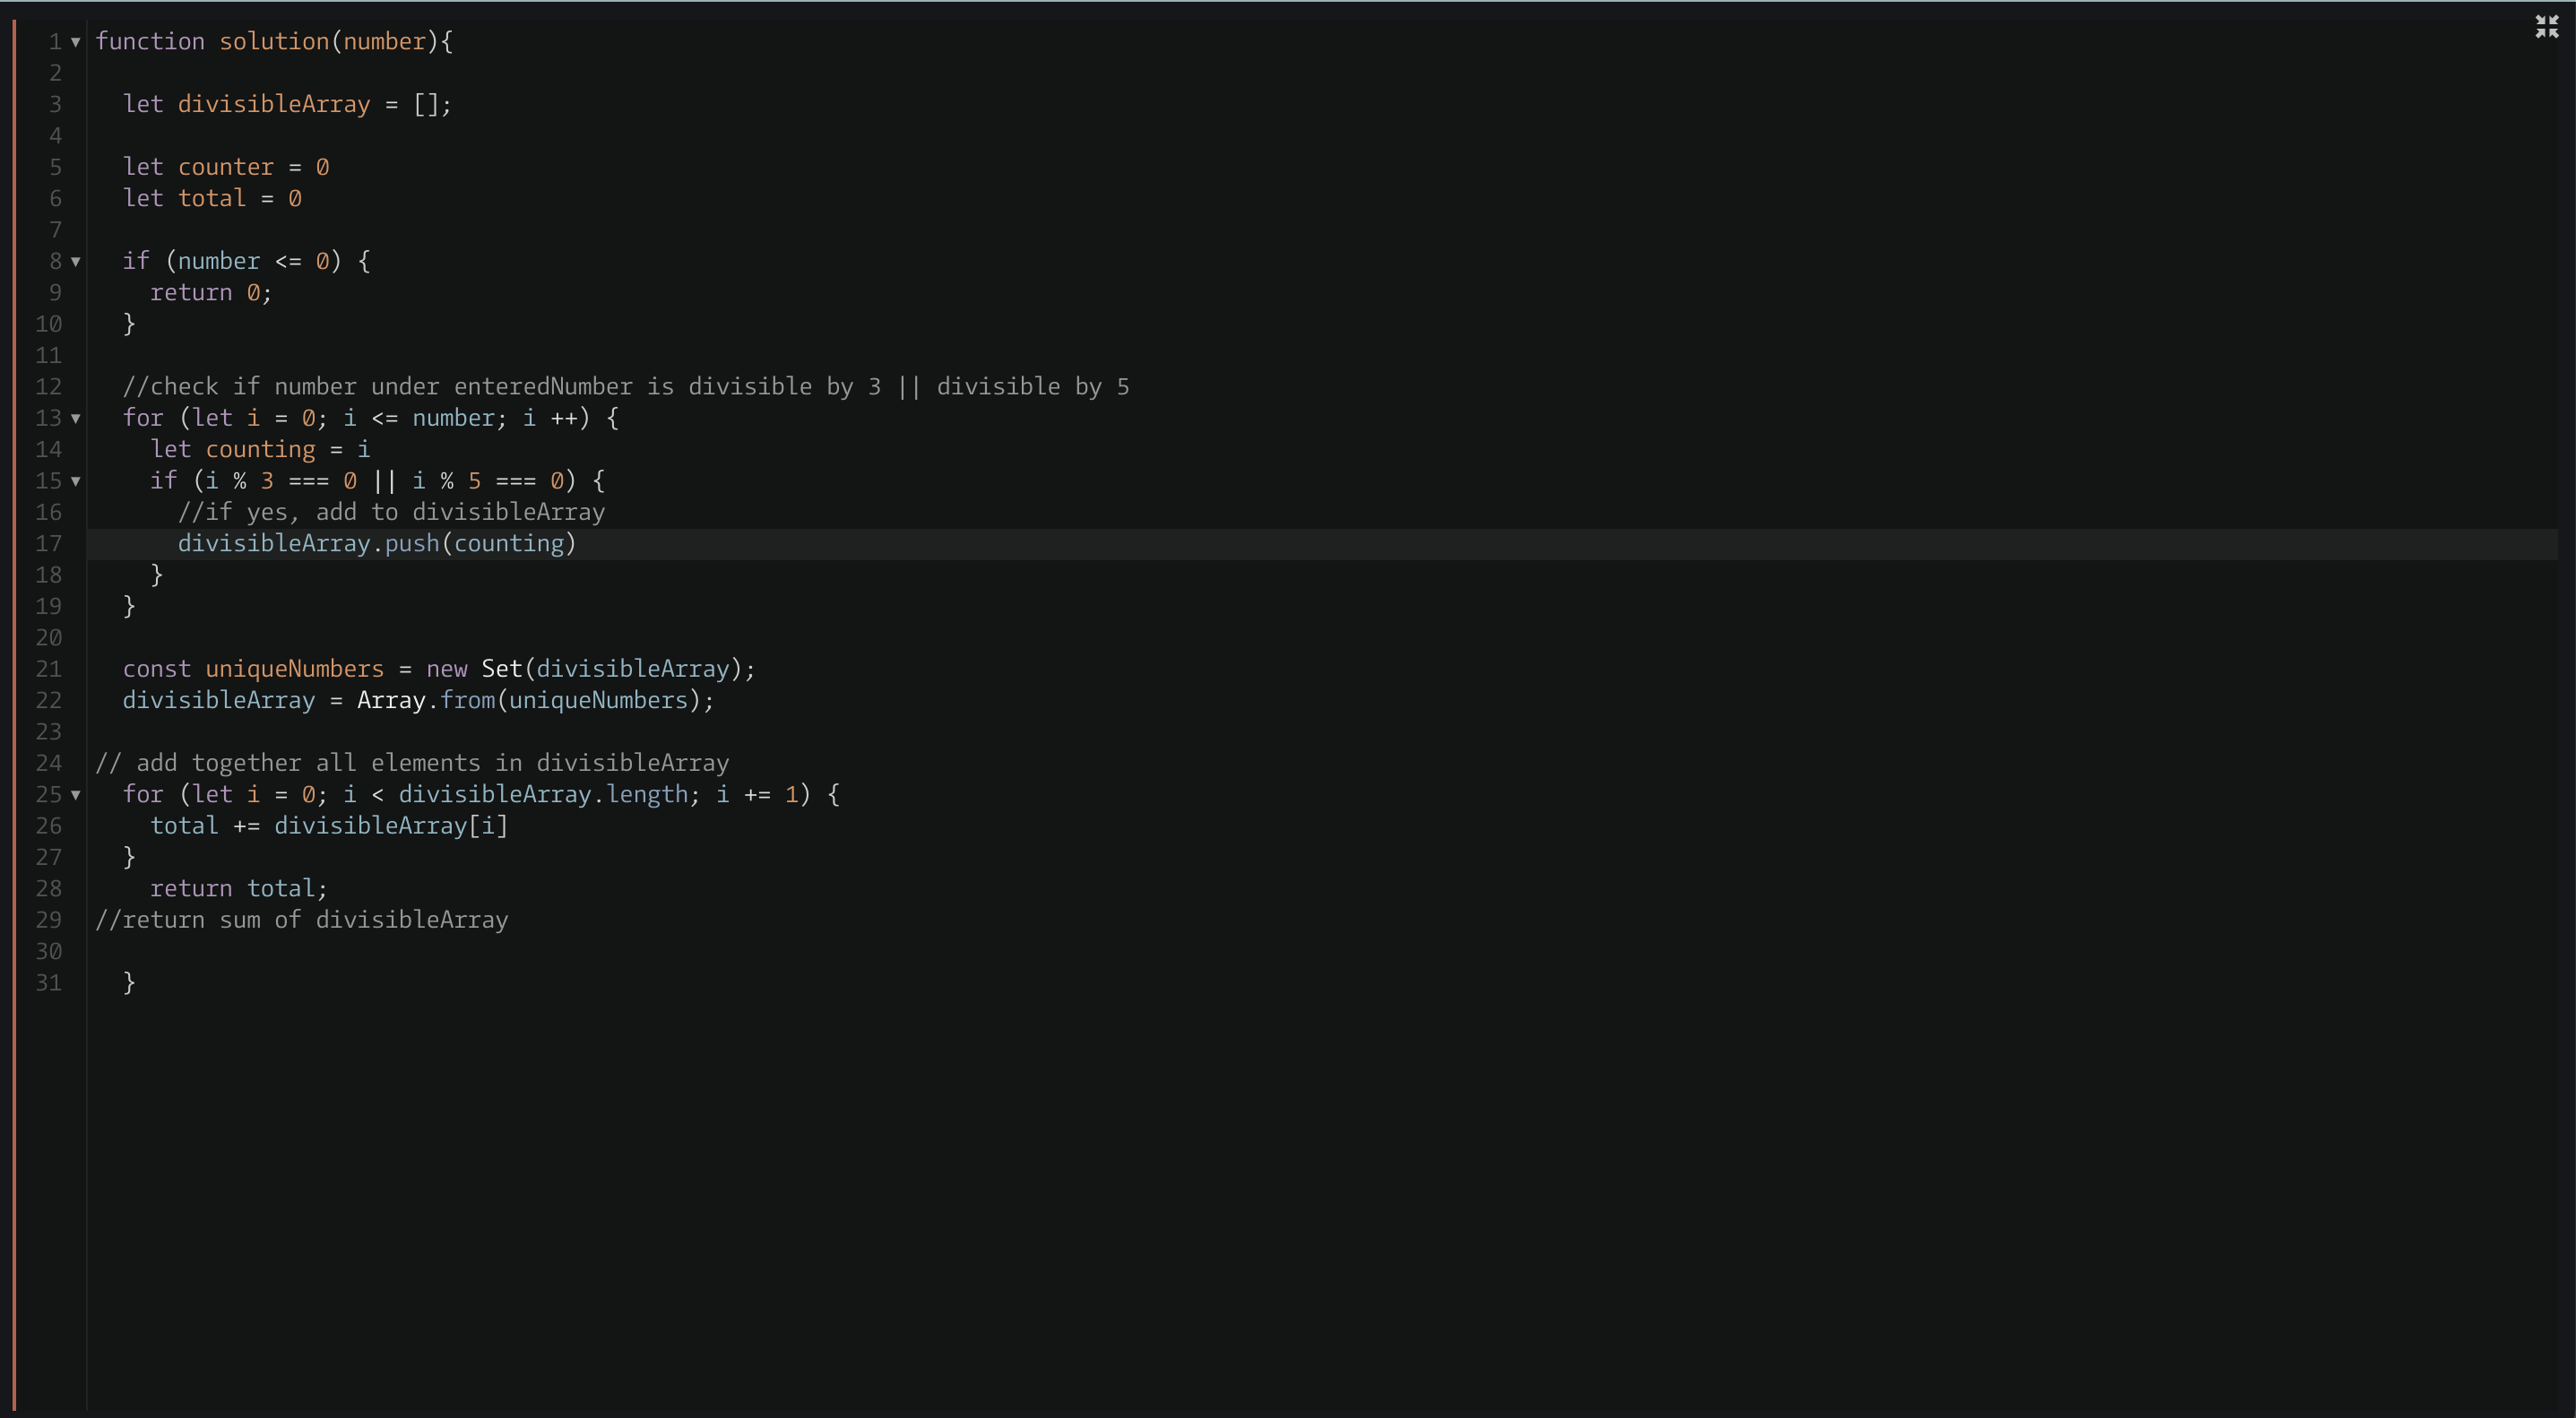 1 function solution(number){
2
3 let divisibleArray = [];
4
5 let counter = 0
6 let total = 0
7
8 if (number <= 0) {
9 return 0;
10 }
11
12 //check if number under enteredNumber is divisible by 3 || divisible by 5
13 for (let i = 0; i <= number; i ++) {
14 let counting = i
15 if (i % 3 === 0 || i % 5 === 0) {
16 //if yes, add to divisibleArray
17 divisibleArray.push(counting)
18 }
19 }
20
21 const uniqueNumbers = new Set(divisibleArray);
22 divisibleArray = Array.from(uniqueNumbers);
23
24 // add together all elements in divisibleArray
25 for (let i = 0; i < divisibleArray.length; i += 1) {
26 total += divisibleArray[i]
27 }
28 return total;
29 //return sum of divisibleArray
30
31 }